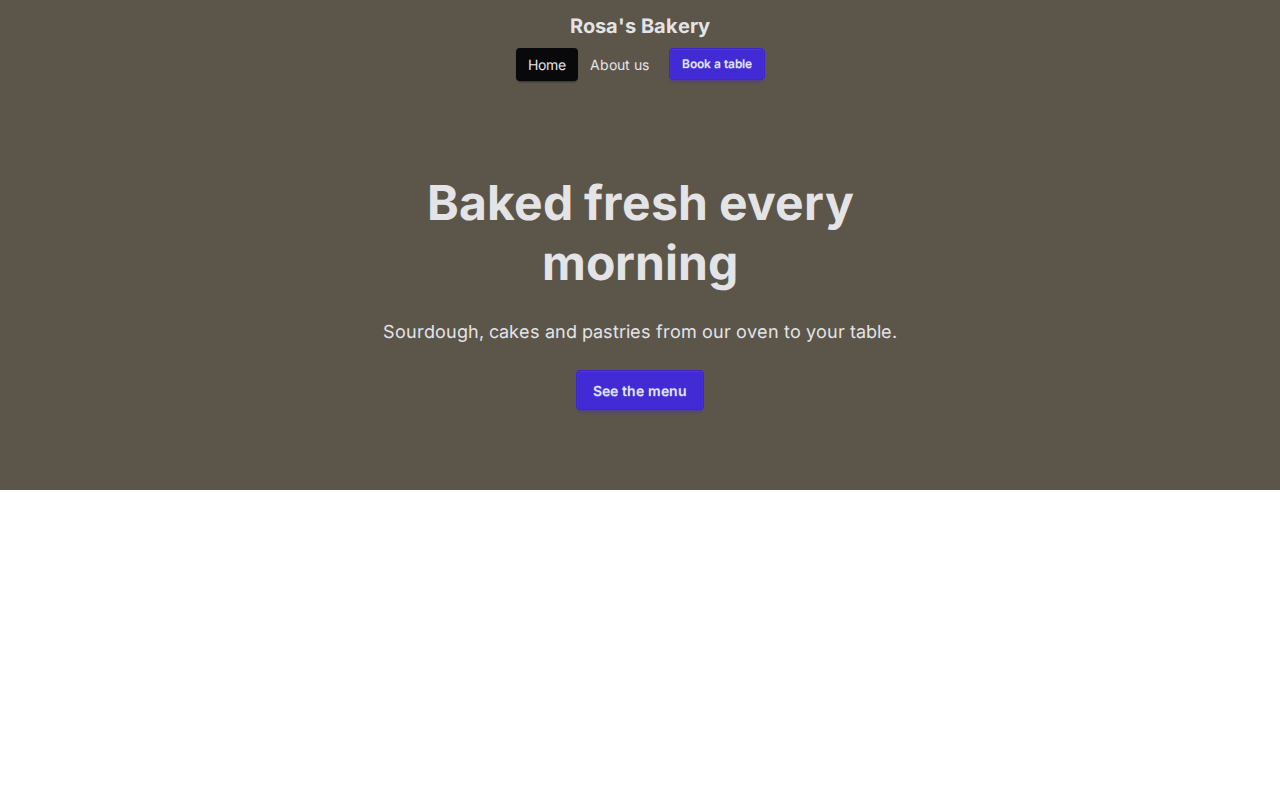 Rosa's Bakery
Home About us Book a table
Baked fresh every
morning
Sourdough, cakes and pastries from our oven to your table.
See the menu